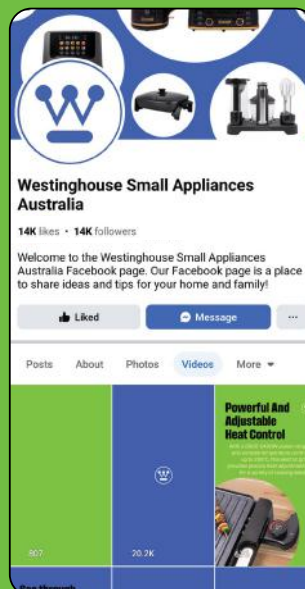 Westinghouse Small Appliances
Australia
14K likes • 14K followers
Welcome to the Westinghouse Small Appliances
Australia Facebook page. Our Facebook page is a place
to share ideas and tips for your home and family!
Liked
Message
Posts About Photos Videos More
Powerful And
Adjustable
Heat Control
807
20.2K
See through